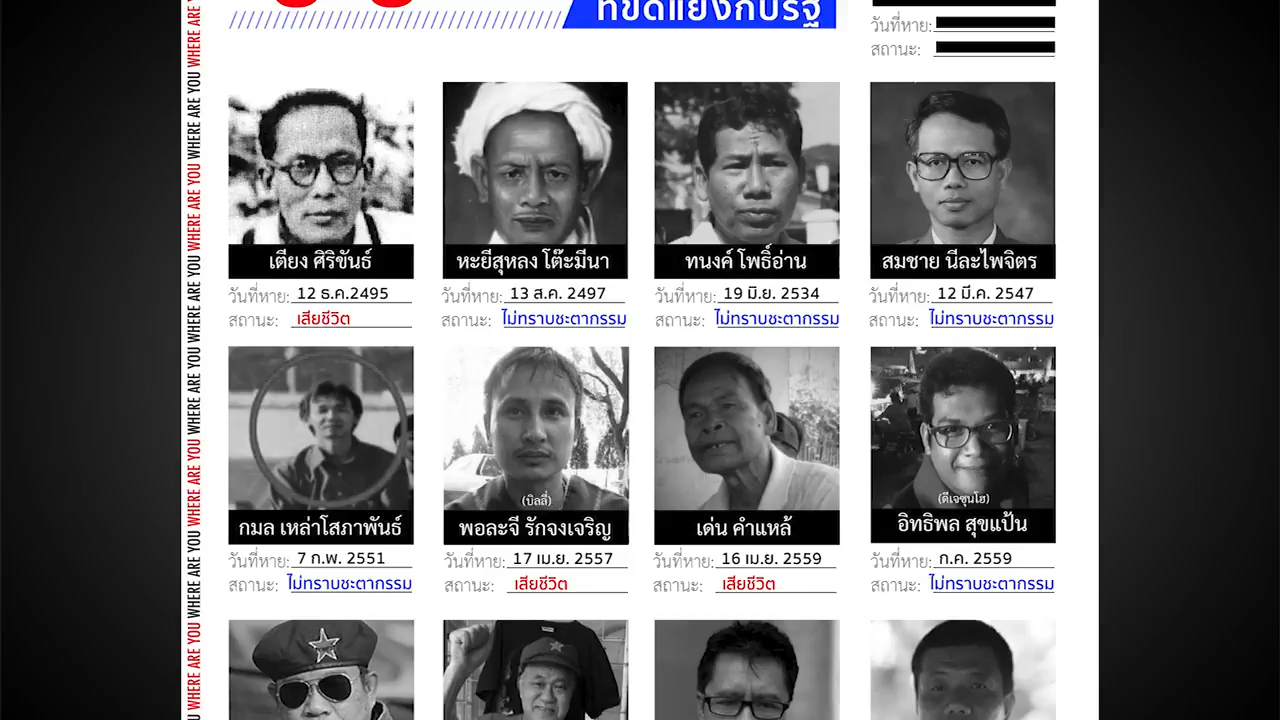 ที่ขัดแย้งกับรัฐ
วันที่หาย:
สถานะ:
WHERE ARE YOU WHERE ARE YOU WHERE ARE YOU WHERE ARE YOU WHERE ARE YOU WHERE ARE YOU WHERE ARE YOU
เตียง ศิริขันธ์
หะยีสุหลง โต๊ะมีนา
ทนงค์ โพธิ์อ่าน
สมชาย นีละไพจิตร
วันที่หาย: 12 ธ.ค.2495
วันที่หาย: 13 ส.ค. 2497
วันที่หาย: 19 มิ.ย. 2534
วันที่หาย: 12 มี.ค. 2547
สถานะ: เสียชีวิต
สถานะ: ไม่ทราบชะตากรรม
สถานะ: ไม่ทราบชะตากรรม
สถานะ: ไม่ทราบชะตากรรม
กมล เหล่าโสภาพันธ์
(บิลลี่)
พอละจี รักจงเจริญ
เด่น คำแหล้
(ดีเจซุนโฮ)
อิทธิพล สุขแป้น
วันที่หาย: 7 ก.พ. 2551
วันที่หาย: 17 เม.ย. 2557
วันที่หาย: 16 เม.ย. 2559
วันที่หาย: ก.ค. 2559
สถานะ: ไม่ทราบชะตากรรม
สถานะ: เสียชีวิต
สถานะ: เสียชีวิต
สถานะ: ไม่ทราบชะตากรรม